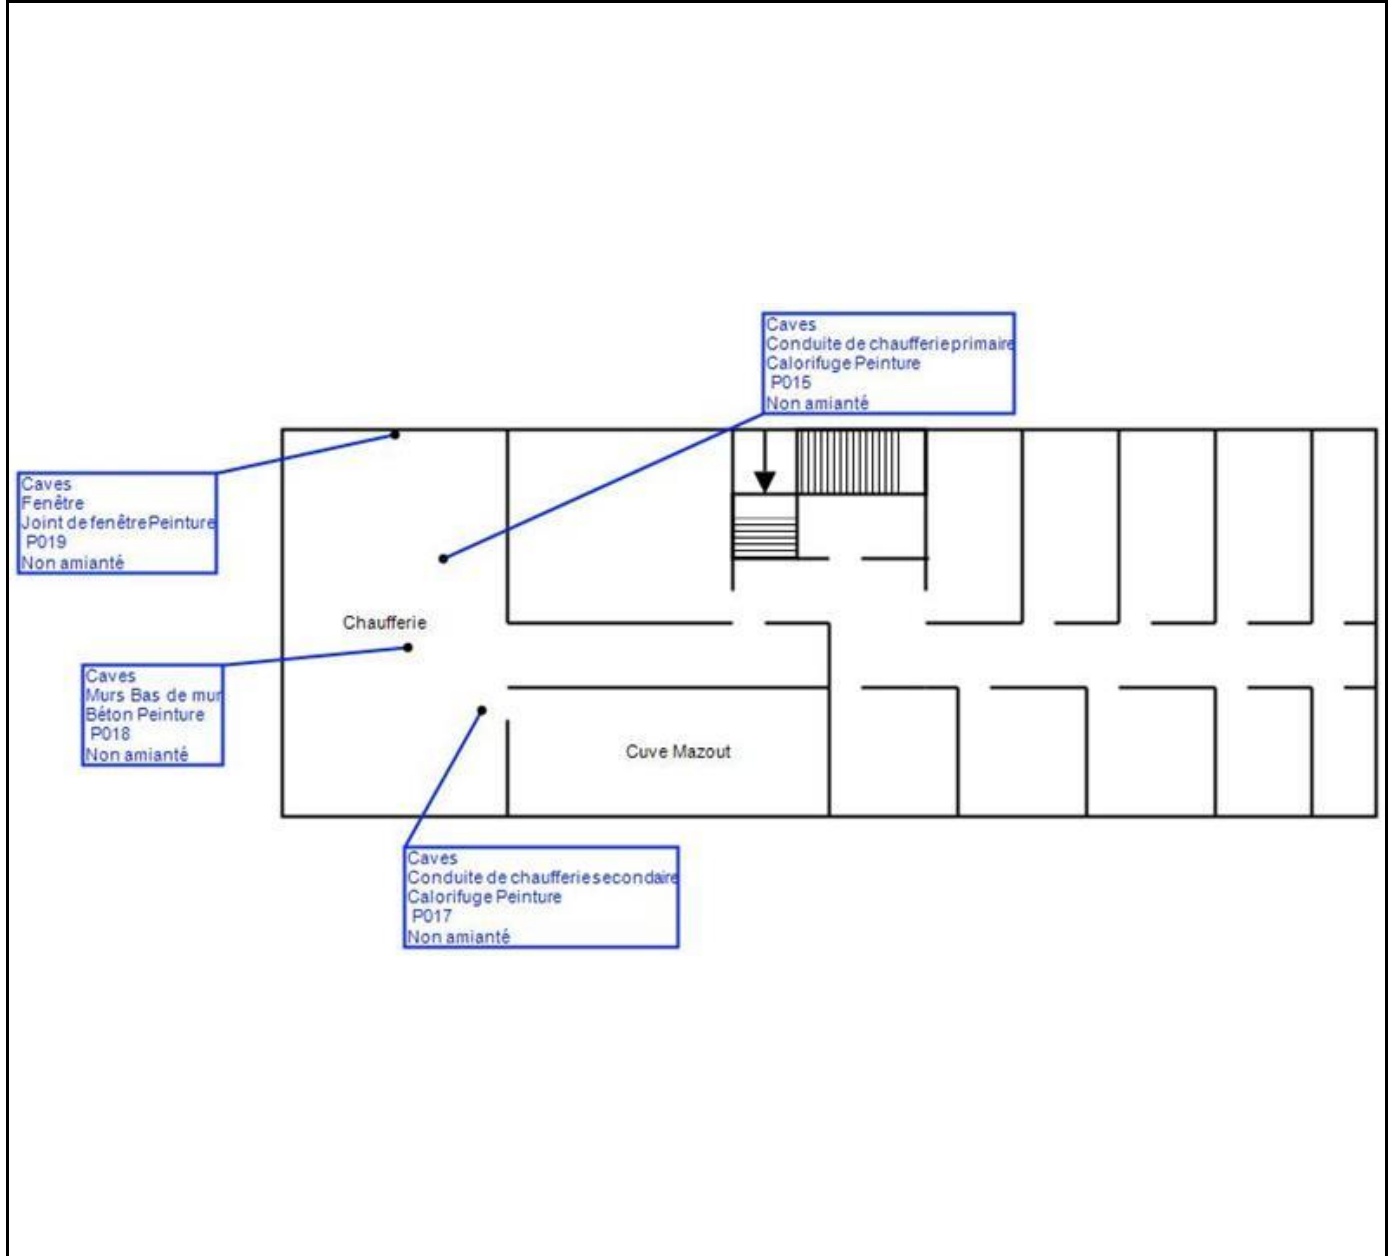 Caves
Conduite de chaufferie primaire
Calorifuge Peinture
P015
Non amianté
Caves
Fenêtre
Joint de fenêtre Peinture
P019
Non amianté
Chaufferie
Caves
Murs Bas de mur
Béton Peinture
P018
Non amianté
Cuve Mazout
Caves
Conduite de chaufferie secondaire
Calorifuge Peinture
P017
Non amianté